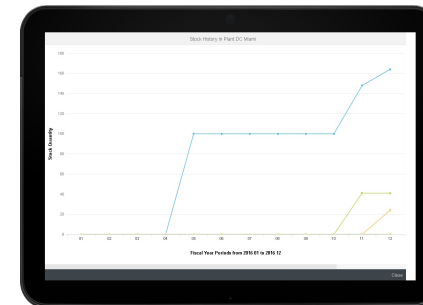 Stock History in Plant DC Miami
180
160
140
120
100
80
60
40
20
0
Stock Quantity
01 02 03 04 05 06 07 08 09 10 11 12
Fiscal Year Periods from 2016 01 to 2016 12
Close